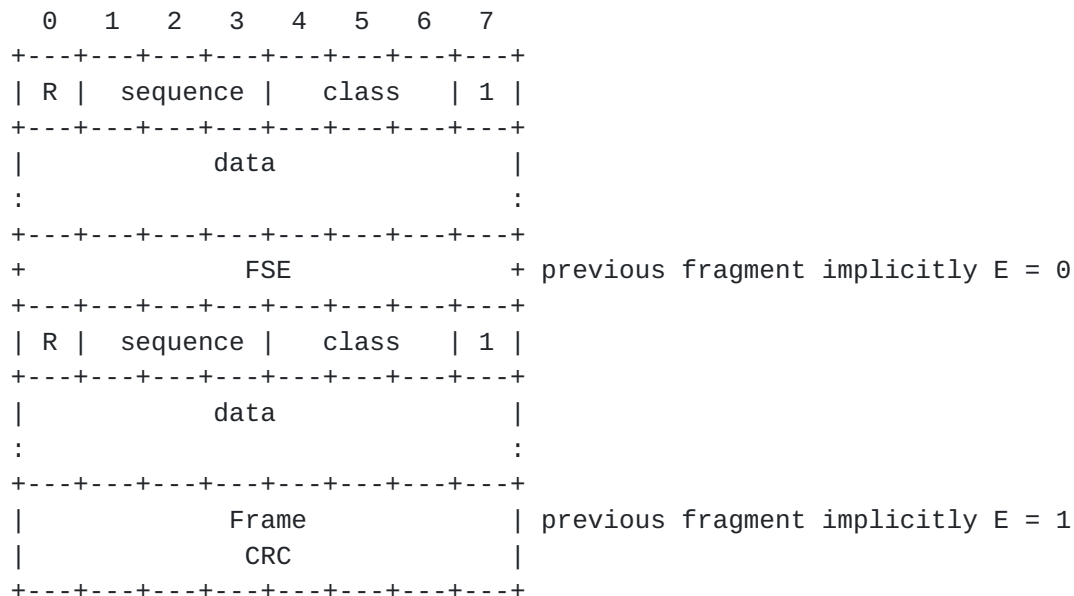 0   1   2   3   4   5   6   7
+---+---+---+---+---+---+---+---+
| R |  sequence |   class   | 1 |
+---+---+---+---+---+---+---+---+
|            data               |
:                               :
+---+---+---+---+---+---+---+---+
+              FSE              + previous fragment implicitly E = 0
+---+---+---+---+---+---+---+---+
| R |  sequence |   class   | 1 |
+---+---+---+---+---+---+---+---+
|            data               |
:                               :
+---+---+---+---+---+---+---+---+
|             Frame             | previous fragment implicitly E = 1
|              CRC              |
+---+---+---+---+---+---+---+---+